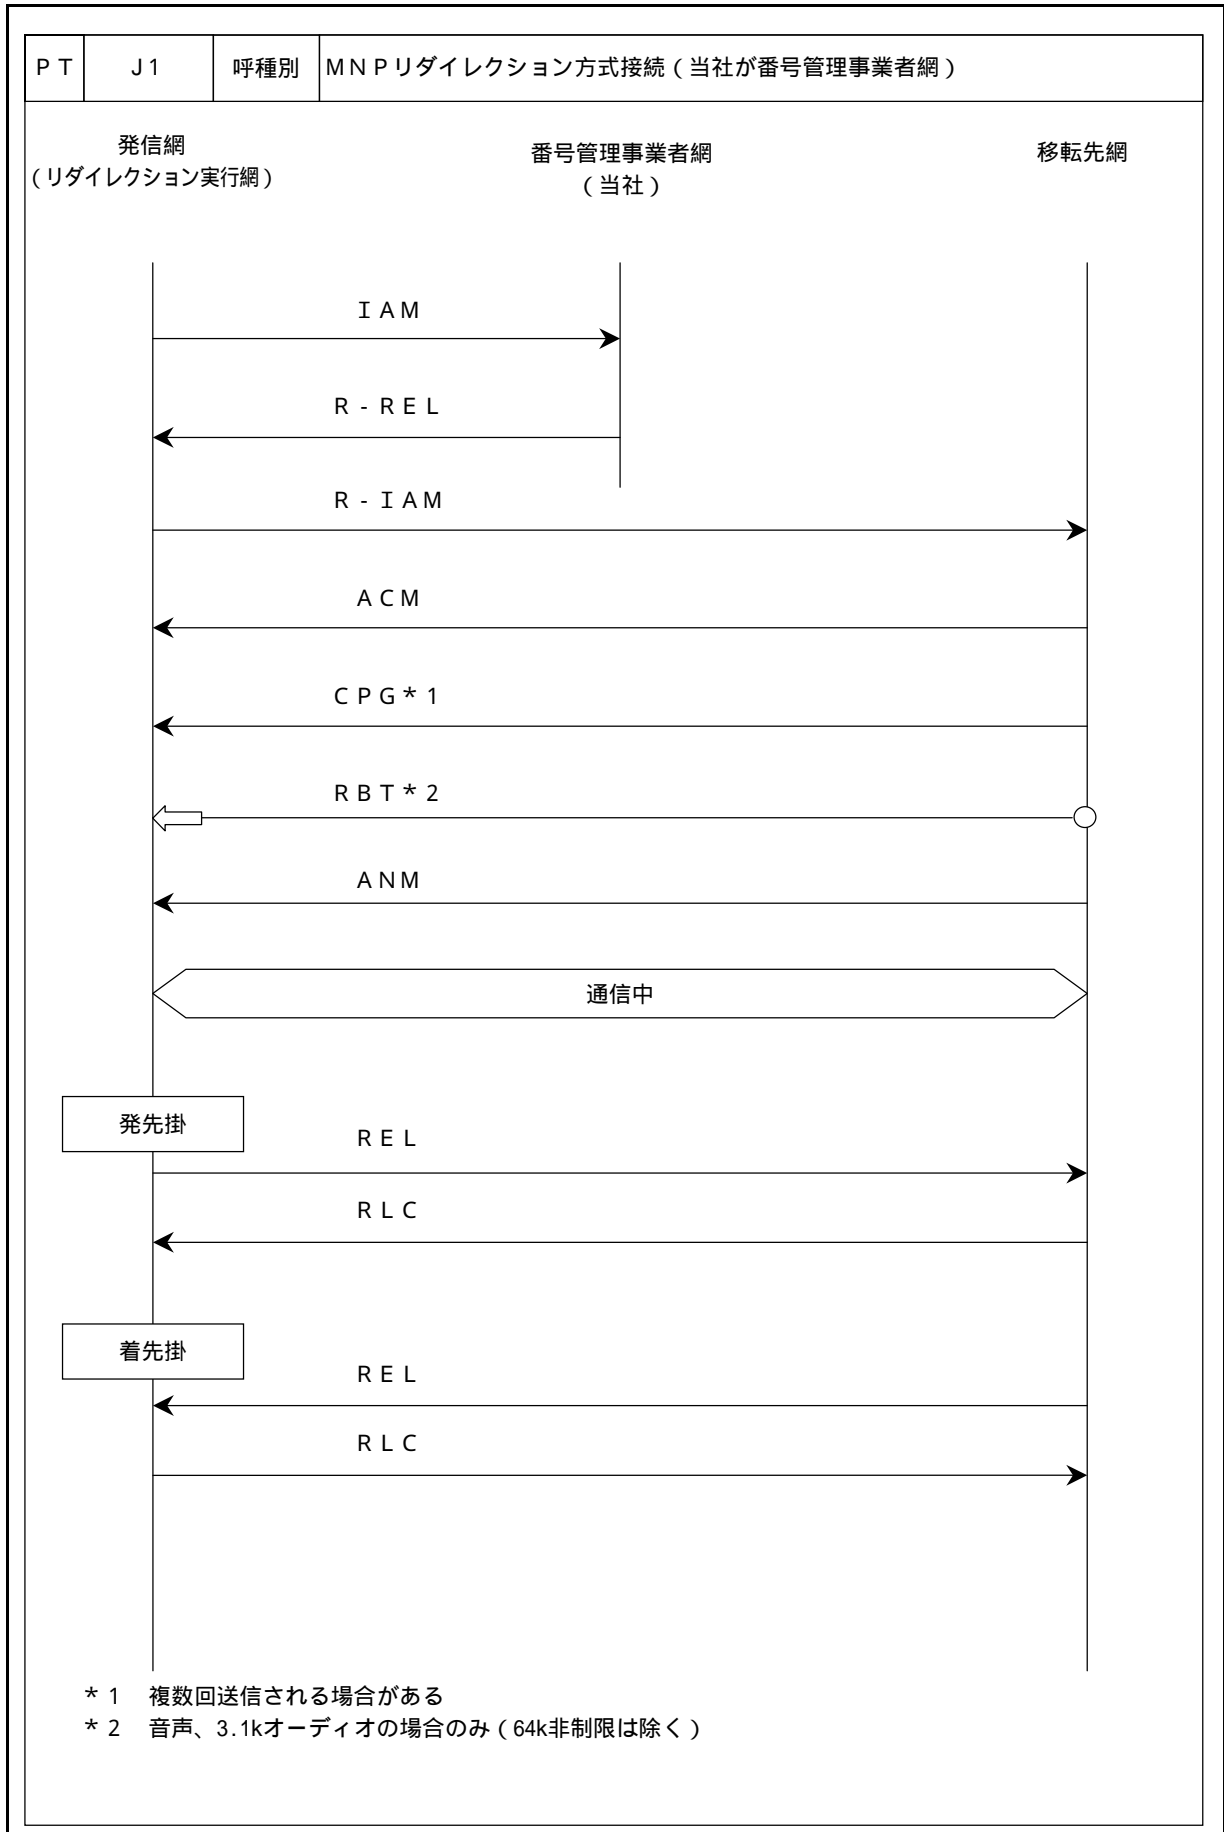 ＰＴ Ｊ1 呼種別 ＭＮＰリダイレクション方式接続（当社が番号管理事業者網）
発信網
（リダイレクション実行網）
番号管理事業者網
（当社）
移転先網
ＩＡＭ
Ｒ－ＲＥＬ
Ｒ－ＩＡＭ
ＡＣＭ
ＣＰＧ＊1
ＲＢＴ＊2
ＡＮＭ
通信中
発先掛
ＲＥＬ
ＲＬＣ
着先掛
ＲＥＬ
ＲＬＣ
＊1 複数回送信される場合がある
＊2 音声、3.1kオーディオの場合のみ（64k非制限は除く）